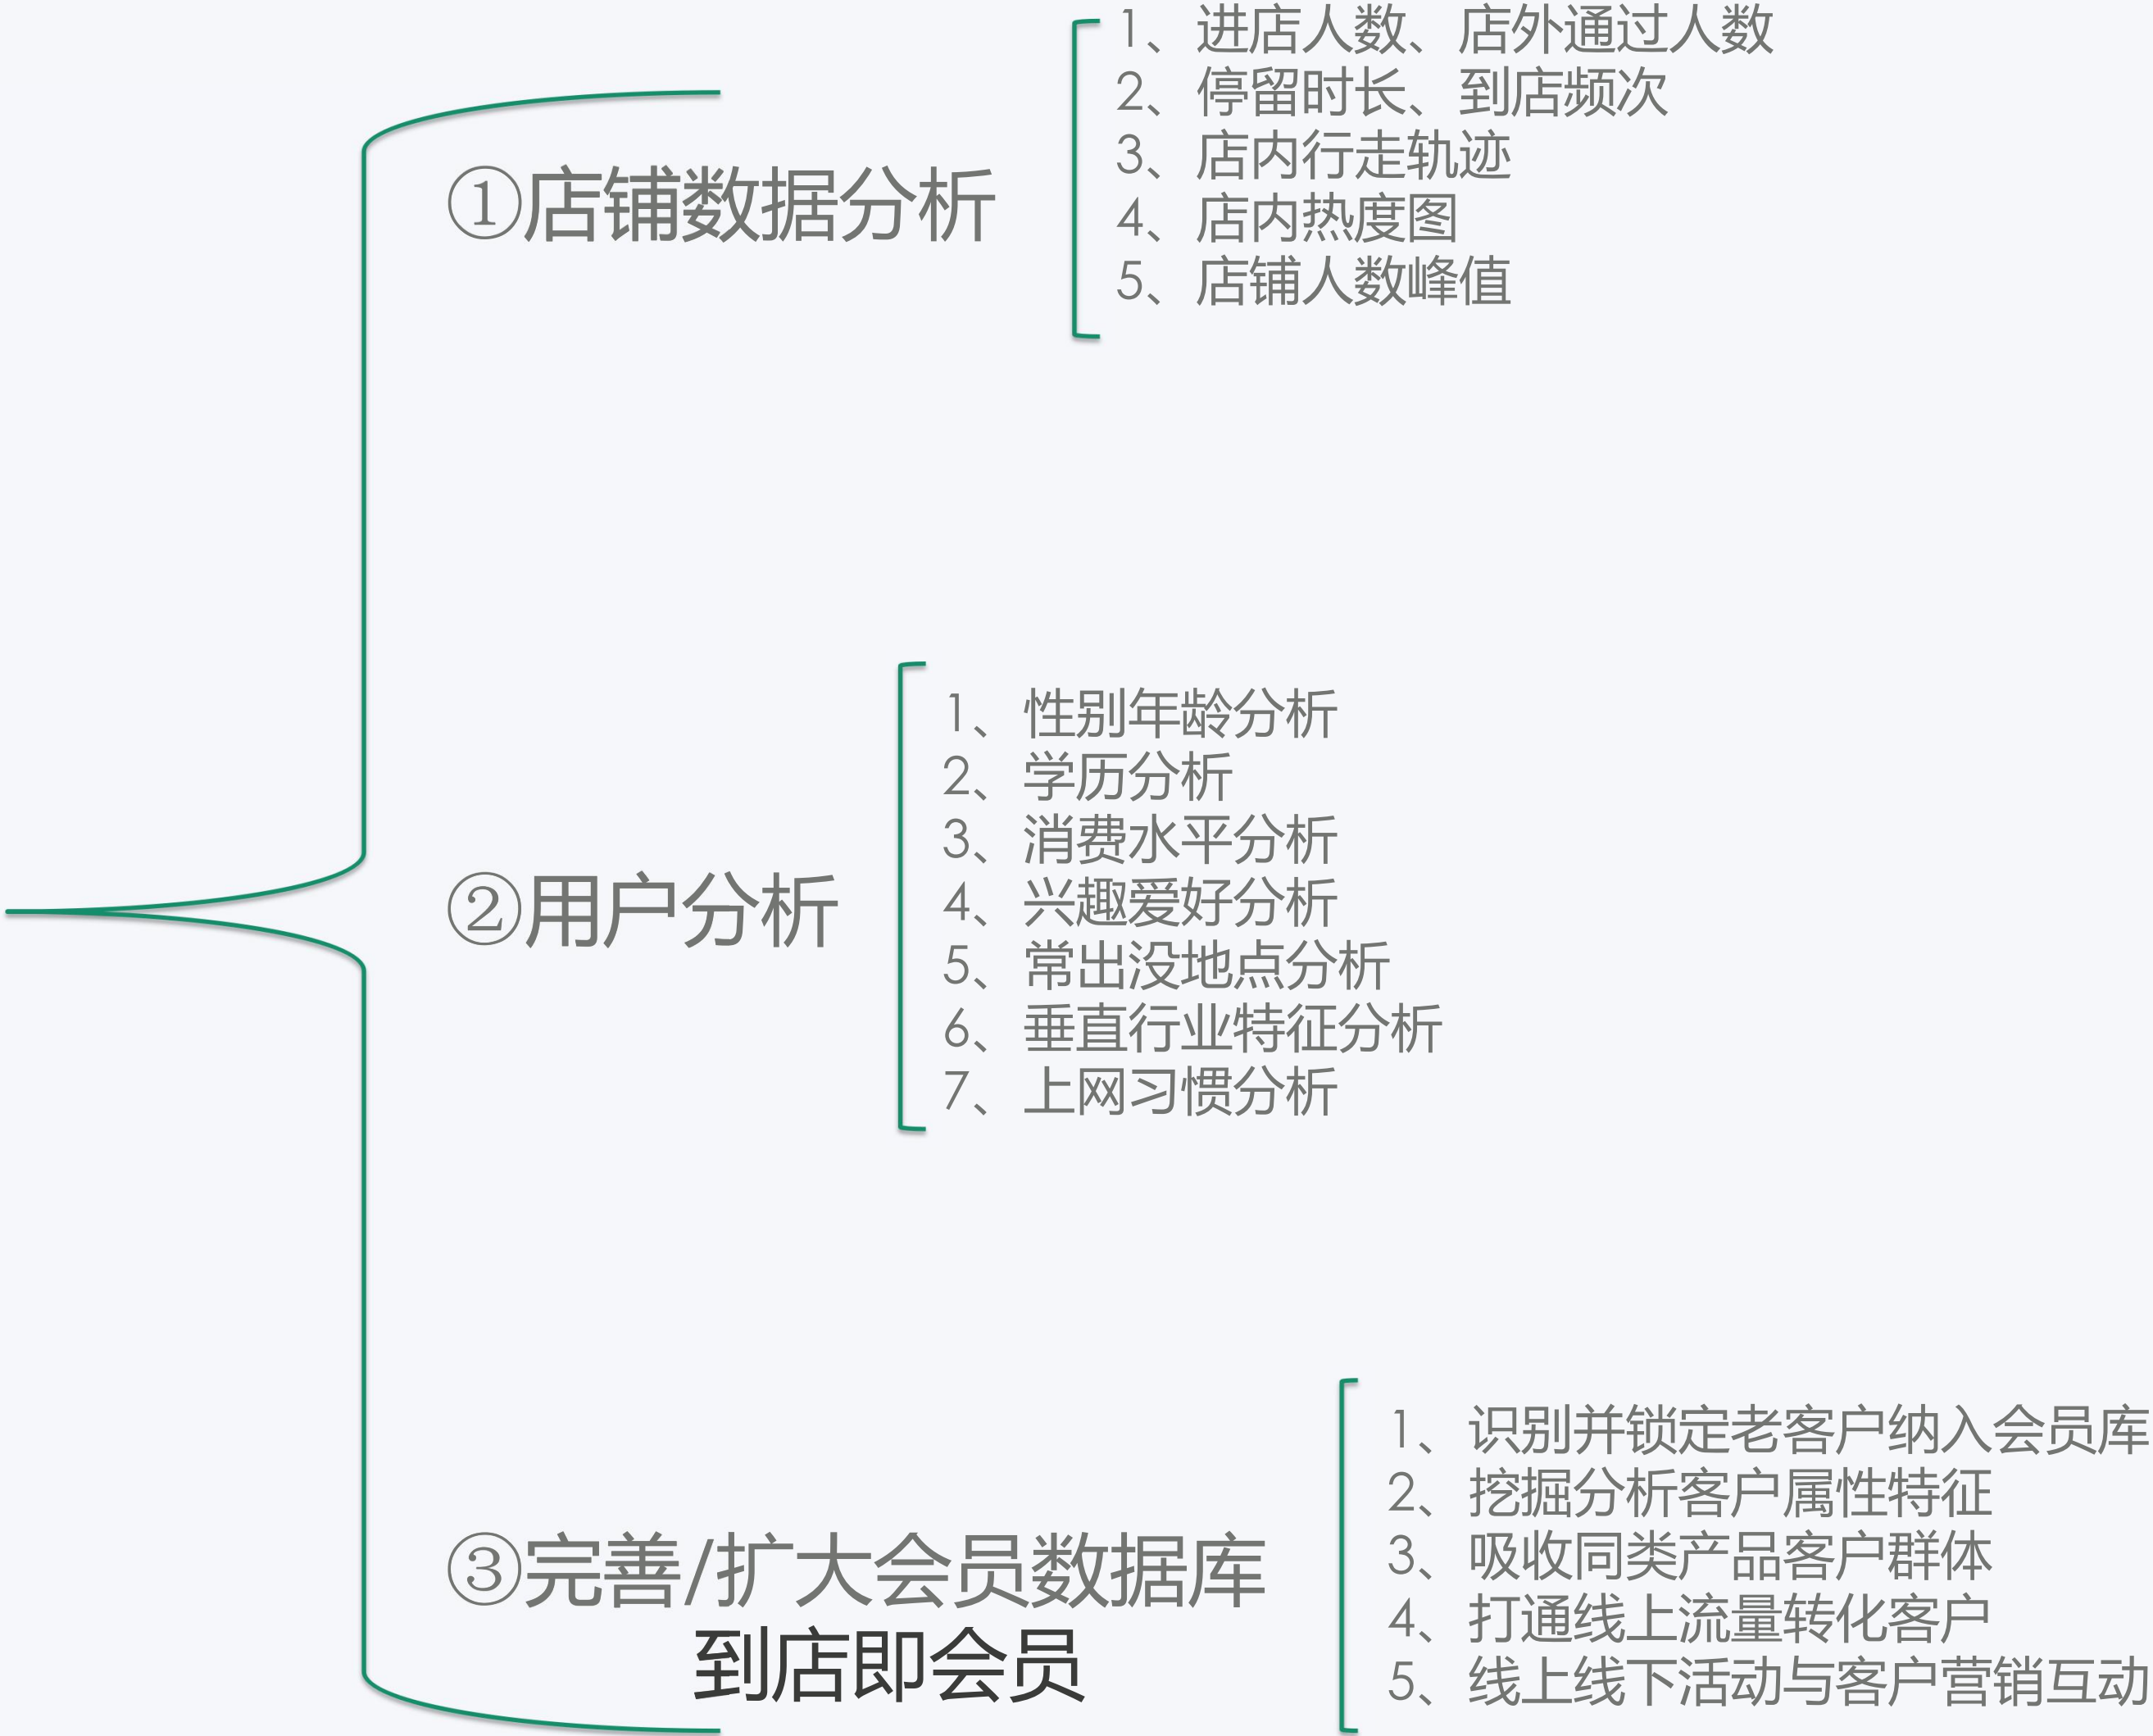 ①店铺数据分析
1、 进店人数、店外通过人数
2、 停留时长、到店频次
3、 店内行走轨迹
4、 店内热度图
5、 店铺人数峰值
②用户分析
1、 性别年龄分析
2、 学历分析
3、 消费水平分析
4、 兴趣爱好
5、 常出没地点分析
6、 垂直行业特征分析
7、 上网习惯分析
③完善/扩大会员数据库
到店即会员
1、 识别并锁定老客户纳入会员库
2、 挖掘分析客户属性特征
3、 吸收同类产品客户群体
4、 打通线上线转化客户
5、 线上线下店与客户营销互动